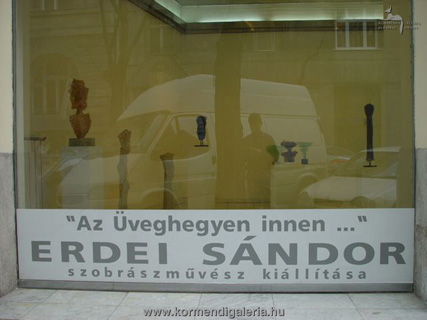 "Az Üveghegyen innen ..."
ERDEI SÁNDOR
szobrászművész kiállítása
www.kormendigaleria.hu